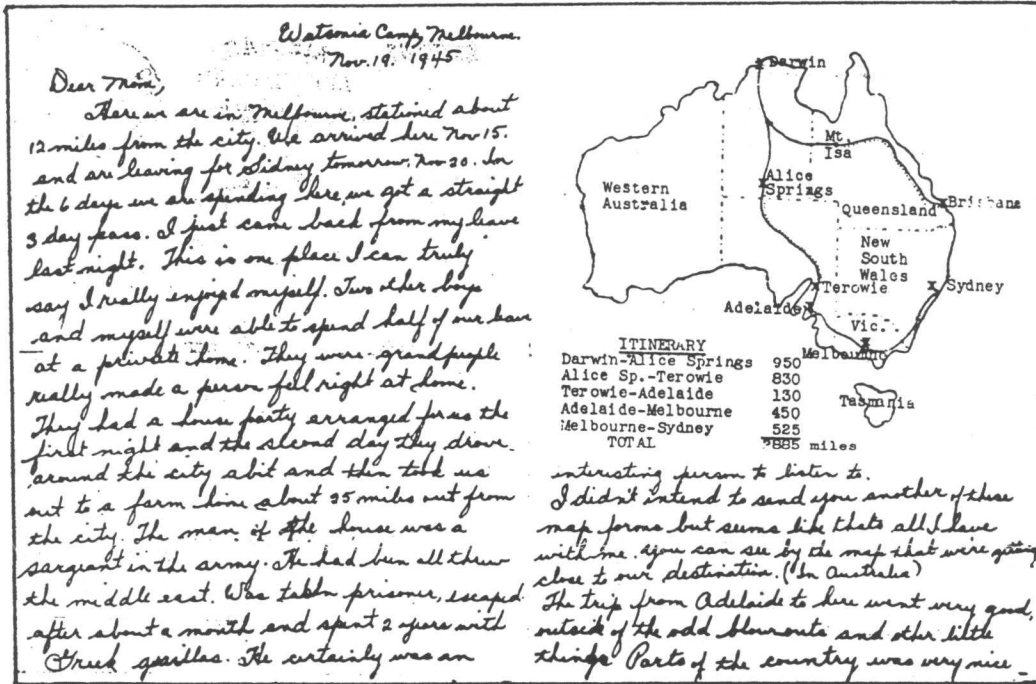 Watsonia Camp, Melbourne.
Nov. 19. 1945
Dear Mom,
Here we are in Melbourne, stationed about
12 miles from the city. We arrived here Nov 15.
and are leaving for Sidney tomorrow, Nov 20. In
the 6 days we are spending here, we got a straight
3 day pass. I just came back from my leave
last night. This is one place I can truly
say I really enjoyd myself. Two other boys
and myself were able to spend half of our leave
at a private home. They were grand people
really made a person feel right at home.
They had a house party arranged for us the
first night and the second day they drove
around the city abit and then took us
out to a farm home about 35 miles out from
the city. The man of the house was a
sargeant in the army. He had been all threw
the middle east. Was taken prisoner, escaped
after about a month and spent 2 years with
Greek guerillas. He certainly was an
Darwin
Mt.
Isa
Alice
Springs
Western
Australia
Queensland
Brisbane
New
South
Wales
Terowie
Sydney
Adelaide
Vic.
Melbourne
Tasmania
ITINERARY
Darwin-Alice Springs 950
Alice Sp.-Terowie 830
Terowie-Adelaide 130
Adelaide-Melbourne 450
Melbourne-Sydney 525
TOTAL 2885 miles
interesting person to listen to.
I didn't intend to send you another of these
map forms but seems like thats all I have
with me. you can see by the map that were getting
close to our destination. (In Australia)
The trip from Adelaide to here went very good,
outside of the odd blowouts and other little
things Parts of the country was very nice